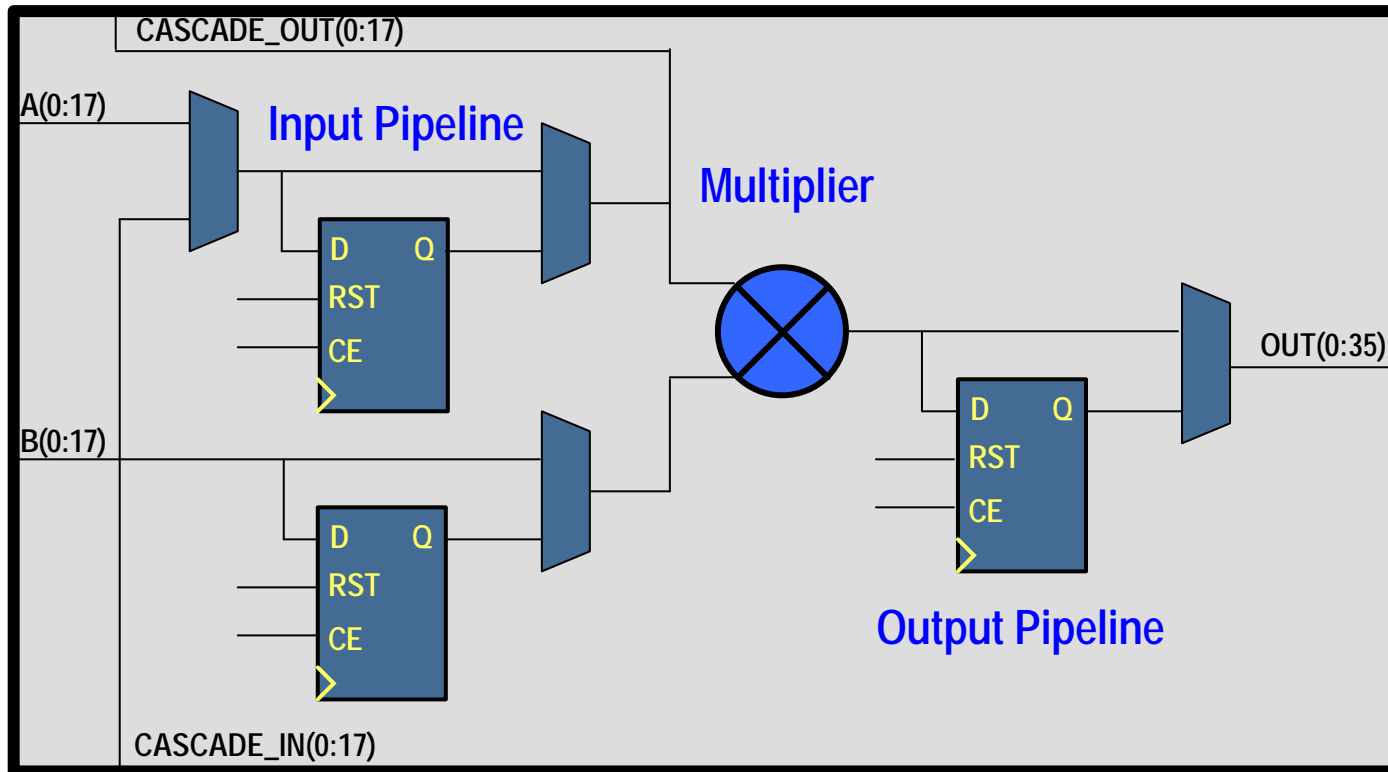 CASCADE_OUT(0:17)
A(0:17)
Input Pipeline
Multiplier
D Q
RST
CE
OUT(0:35)
B(0:17)
D Q
RST
CE
D Q
RST
CE
Output Pipeline
CASCADE_IN(0:17)